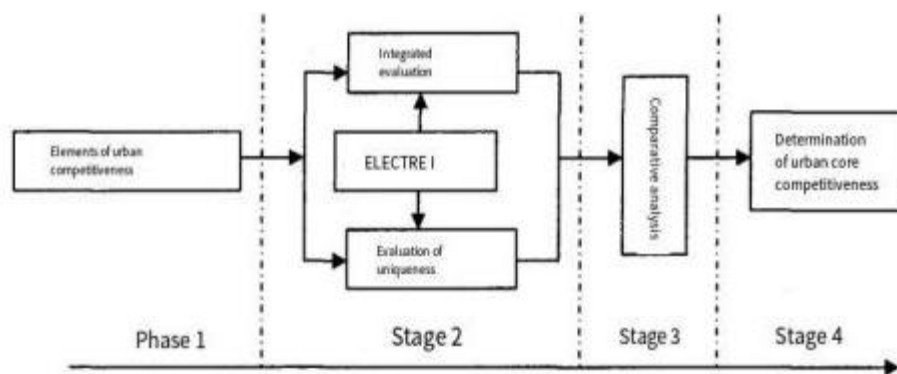 Integrated
evaluation
Elements of urban
competitiveness
ELECTRE I
Evaluation of
uniqueness
Comparative analysis
Determination
of urban core
competitiveness
Phase 1
Stage 2
Stage 3
Stage 4